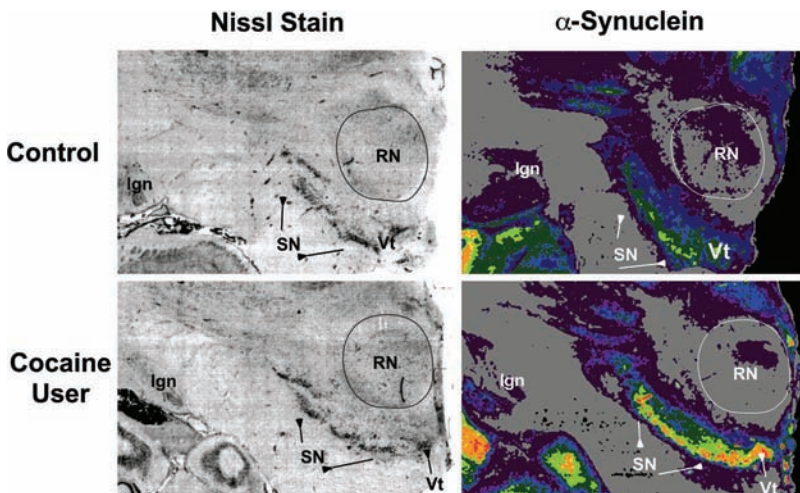 Nissl Stain
α-Synuclein
Control
RN
lgn
SN
Vt
RN
lgn
SN
Vt
Cocaine
User
RN
lgn
SN
Vt
RN
lgn
SN
Vt